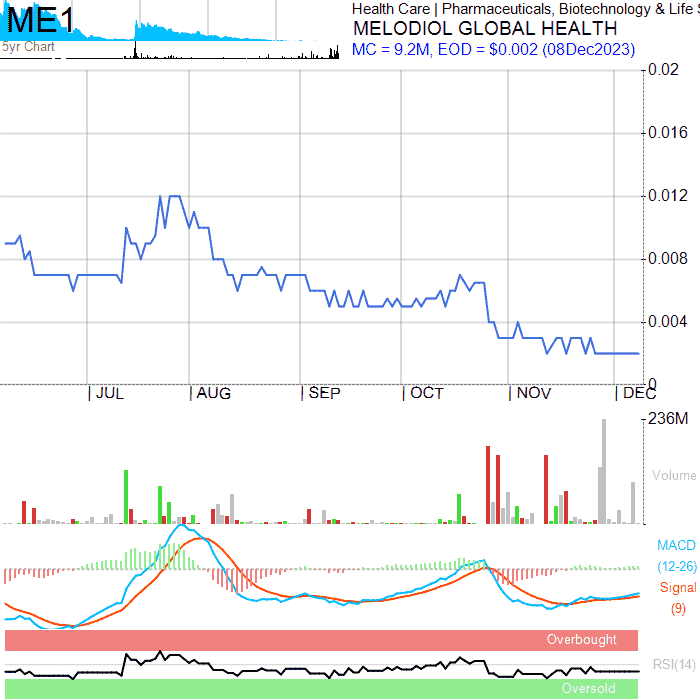 ME1
5yr Chart
Health Care | Pharmaceuticals, Biotechnology & Life S
MELODIOL GLOBAL HEALTH
MC = 9.2M, EOD = $0.002 (08Dec2023)
0.02
0.016
0.012
0.008
0.004
0
JUL AUG SEP OCT NOV DEC
236M
Volume
MACD
(12-26)
Signal
(9)
Overbought
RSI(14)
Oversold